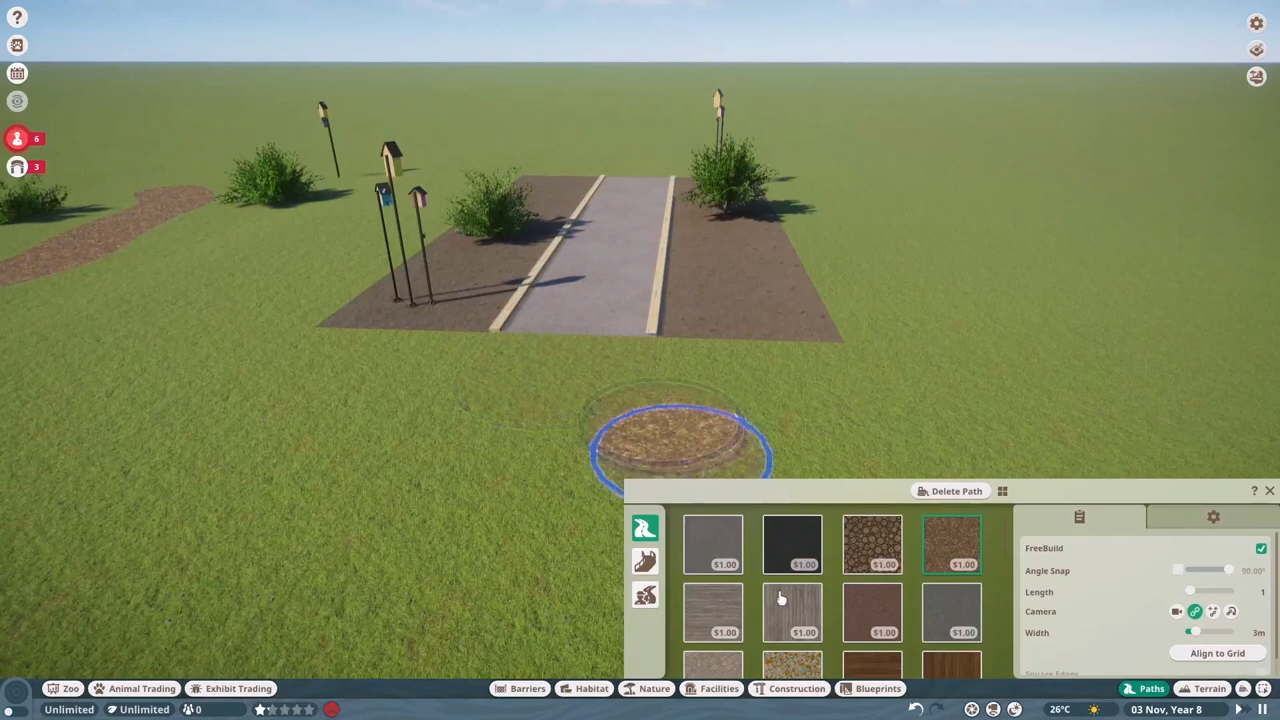 ?
6
3
Delete Path
?
$1.00 $1.00 $1.00 $1.00
$1.00 $1.00 $1.00 $1.00
FreeBuild
Angle Snap 90.00°
Length 1
Camera
Width 3m
Align to Grid
Square Edges
Zoo Animal Trading Exhibit Trading Barriers Habitat Nature Facilities Construction Blueprints Paths Terrain
Unlimited Unlimited 0 26°C 03 Nov, Year 8